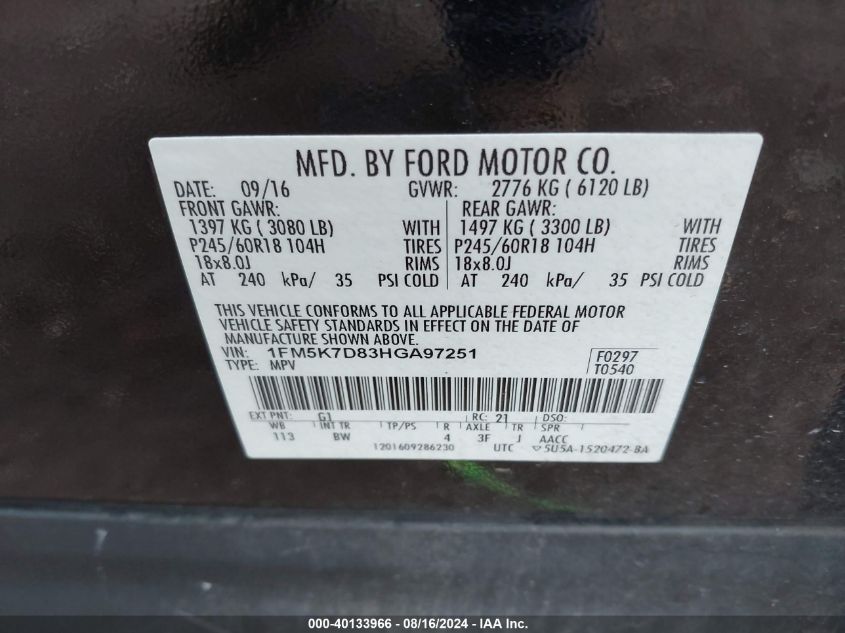 MFD. BY FORD MOTOR CO.
DATE: 09/16 GVWR: 2776 KG ( 6120 LB)
FRONT GAWR: REAR GAWR:
1397 KG ( 3080 LB) WITH 1497 KG ( 3300 LB) WITH
P245/60R18 104H TIRES P245/60R18 104H TIRES
18x8.0J RIMS 18x8.0J RIMS
AT 240 kPa/ 35 PSI COLD AT 240 kPa/ 35 PSI COLD
THIS VEHICLE CONFORMS TO ALL APPLICABLE FEDERAL MOTOR
VEHICLE SAFETY STANDARDS IN EFFECT ON THE DATE OF
MANUFACTURE SHOWN ABOVE.
VIN: 1FM5K7D83HGA97251 F0297
TYPE: MPV T0540
EXT PNT: G1 RC: 21 DSO:
WB INT TR TP/PS R AXLE TR SPR
113 BW 4 3F J AACC
1201609286230 UTC ▽5U5A-1520472-BA
000-40133966 - 08/16/2024 - IAA Inc.